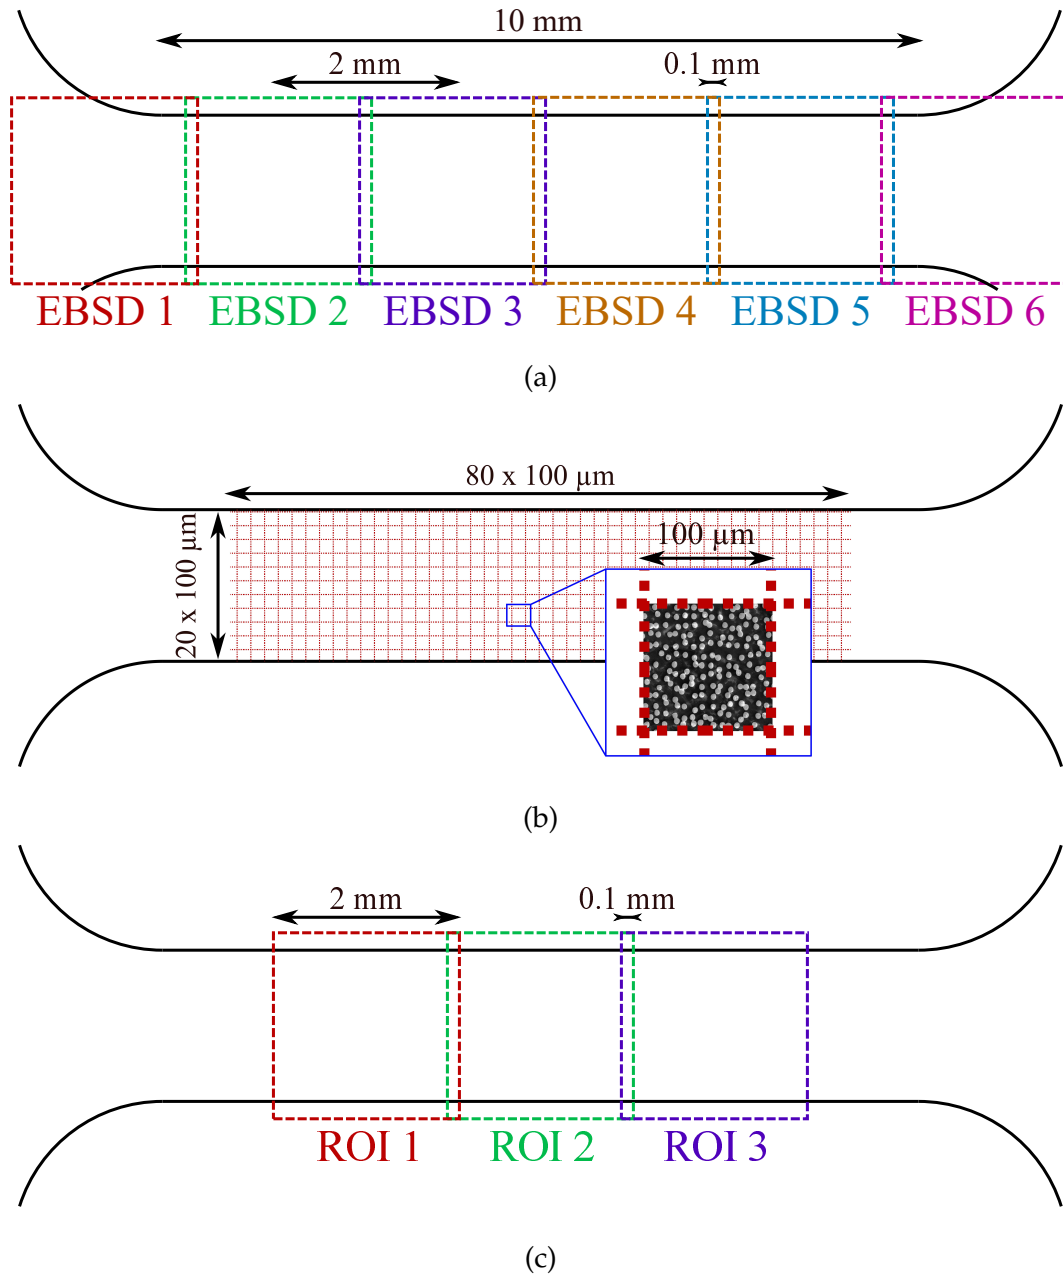 10 mm
2 mm 0.1 mm
EBSD 1 EBSD 2 EBSD 3 EBSD 4 EBSD 5 EBSD 6
(a)
80 x 100 µm
20 x 100 µm
100 µm
(b)
2 mm 0.1 mm
ROI 1 ROI 2 ROI 3
(c)